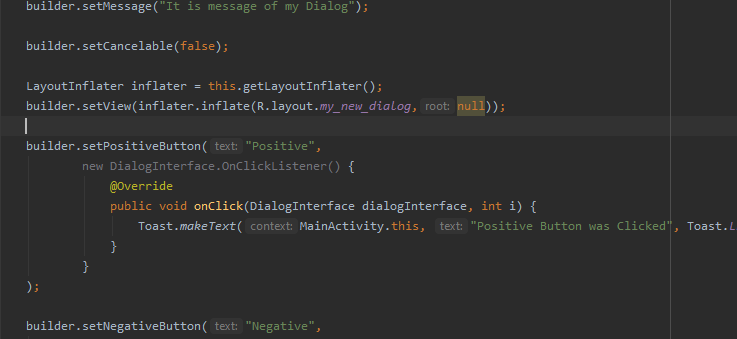 builder.setMessage("It is message of my Dialog");
builder.setCancelable(false);
LayoutInflater inflater = this.getLayoutInflater();
builder.setView(inflater.inflate(R.layout.my_new_dialog, root: null));
builder.setPositiveButton( text: "Positive",
new DialogInterface.OnClickListener() {
@Override
public void onClick(DialogInterface dialogInterface, int i) {
Toast.makeText( context: MainActivity.this, text: "Positive Button was Clicked", Toast.
}
}
);
builder.setNegativeButton( text: "Negative",